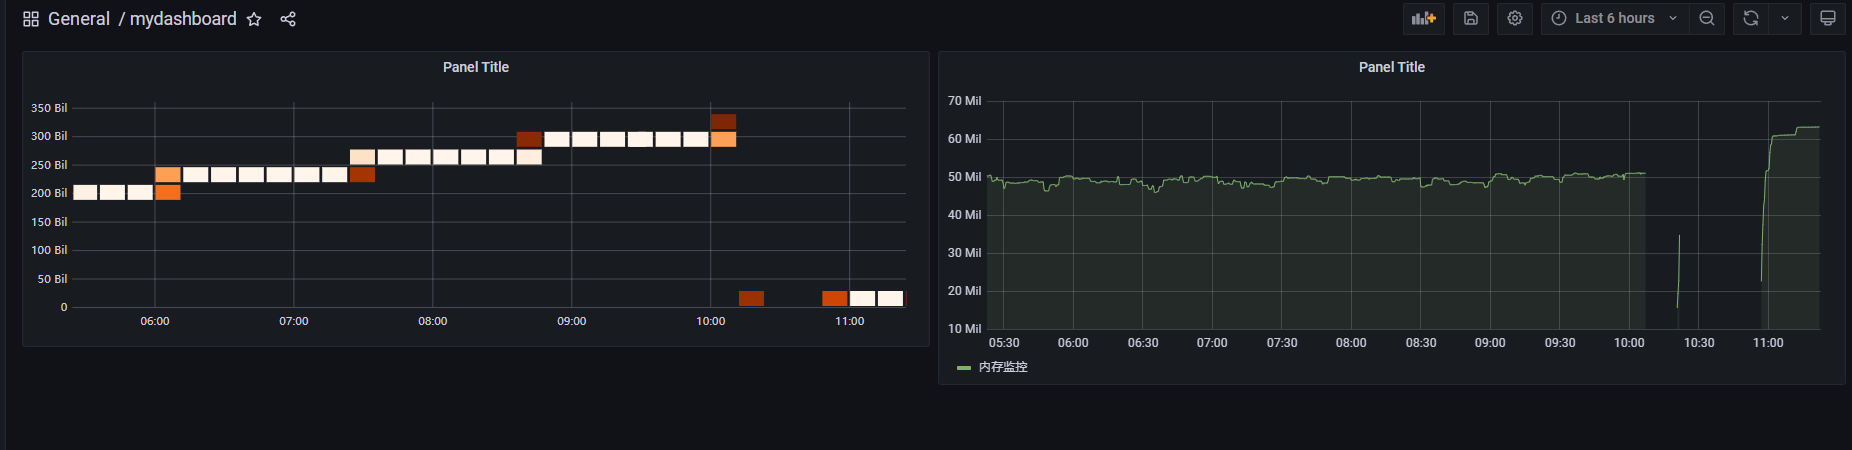 General / mydashboard
Last 6 hours
Panel Title
350 Bil
300 Bil
250 Bil
200 Bil
150 Bil
100 Bil
50 Bil
0
06:00 07:00 08:00 09:00 10:00 11:00
Panel Title
70 Mil
60 Mil
50 Mil
40 Mil
30 Mil
20 Mil
10 Mil
05:30 06:00 06:30 07:00 07:30 08:00 08:30 09:00 09:30 10:00 10:30 11:00
内存监控